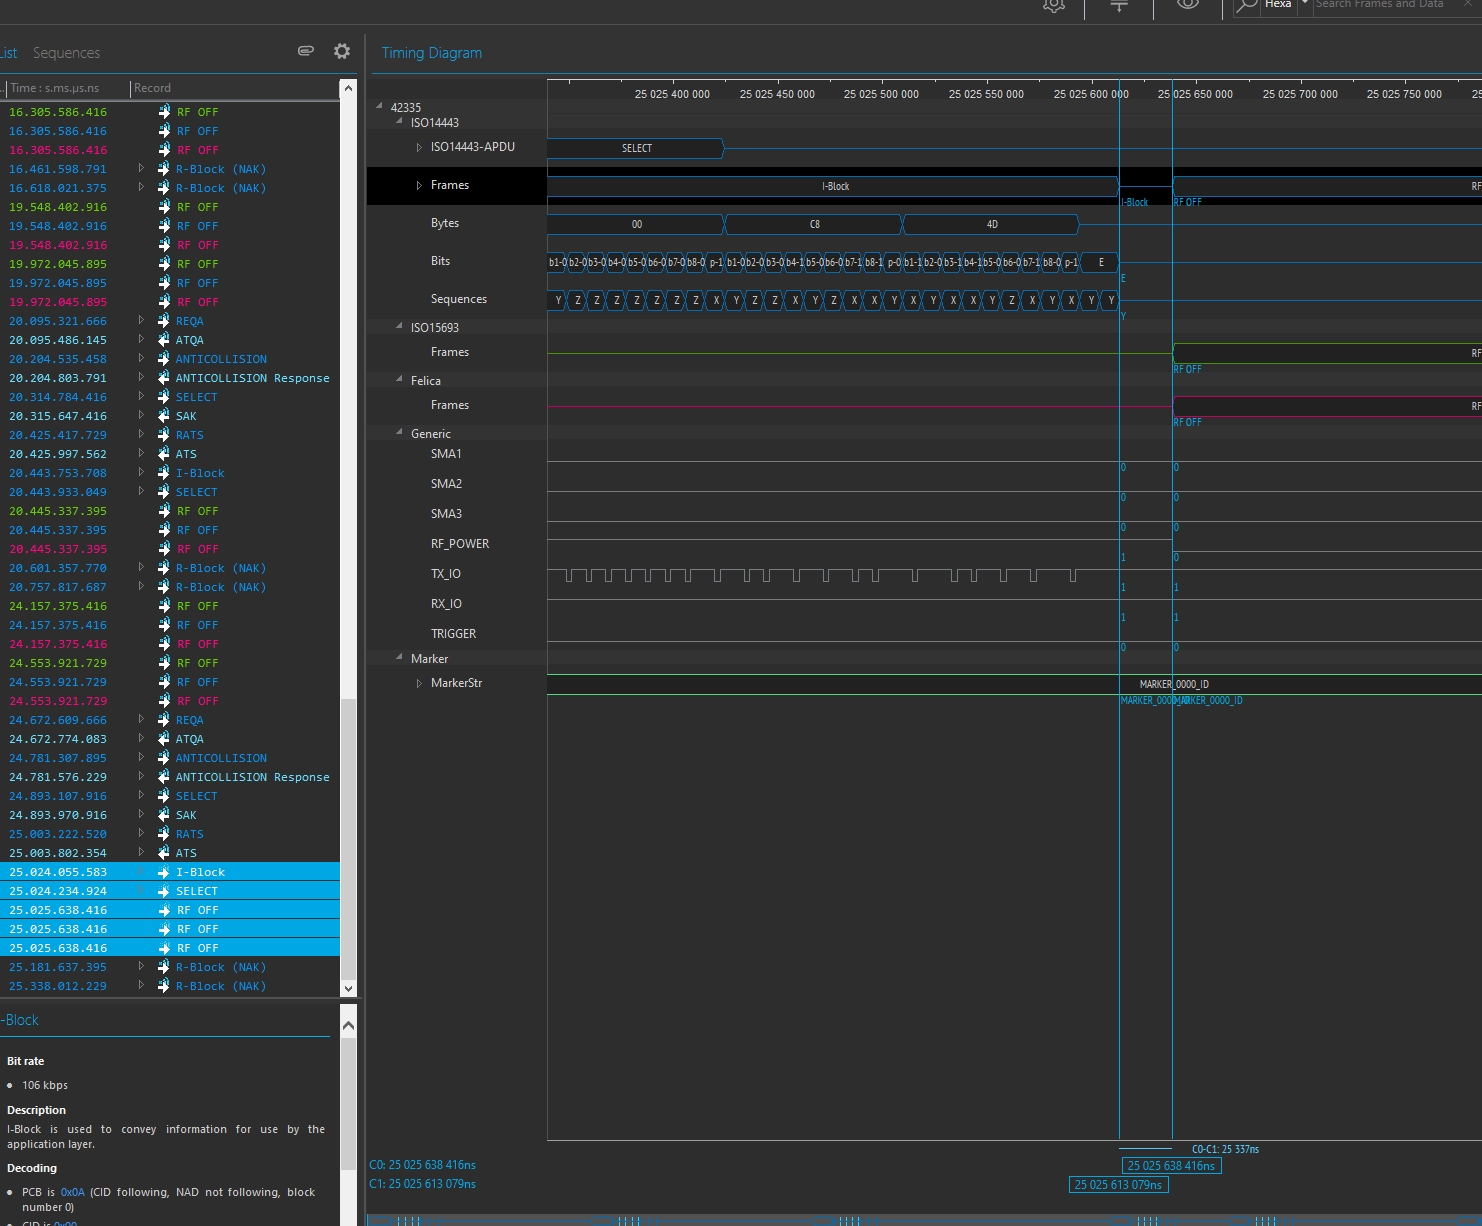 Hexa
Search Frames and Data
List Sequences
Time : s.ms.µs.ns Record
16.305.586.416 RF OFF
16.305.586.416 RF OFF
16.305.586.416 RF OFF
16.461.598.791 R-Block (NAK)
16.618.021.375 R-Block (NAK)
19.548.402.916 RF OFF
19.548.402.916 RF OFF
19.548.402.916 RF OFF
19.972.045.895 RF OFF
19.972.045.895 RF OFF
19.972.045.895 RF OFF
20.095.321.666 REQA
20.095.486.145 ATQA
20.204.535.458 ANTICOLLISION
20.204.803.791 ANTICOLLISION Response
20.314.784.416 SELECT
20.315.647.416 SAK
20.425.417.729 RATS
20.425.997.562 ATS
20.443.753.708 I-Block
20.443.933.049 SELECT
20.445.337.395 RF OFF
20.445.337.395 RF OFF
20.445.337.395 RF OFF
20.601.357.770 R-Block (NAK)
20.757.817.687 R-Block (NAK)
24.157.375.416 RF OFF
24.157.375.416 RF OFF
24.157.375.416 RF OFF
24.553.921.729 RF OFF
24.553.921.729 RF OFF
24.553.921.729 RF OFF
24.672.609.666 REQA
24.672.774.083 ATQA
24.781.307.895 ANTICOLLISION
24.781.576.229 ANTICOLLISION Response
24.893.107.916 SELECT
24.893.970.916 SAK
25.003.222.520 RATS
25.003.802.354 ATS
25.024.055.583 I-Block
25.024.234.924 SELECT
25.025.638.416 RF OFF
25.025.638.416 RF OFF
25.025.638.416 RF OFF
25.181.637.395 R-Block (NAK)
25.338.012.229 R-Block (NAK)
-Block
Bit rate
• 106 kbps
Description
I-Block is used to convey information for use by the
application layer.
Decoding
• PCB is 0x0A (CID following, NAD not following, block
number 0)
• CID is 0x00
Timing Diagram
25 025 400 000 25 025 450 000 25 025 500 000 25 025 550 000 25 025 600 000 25 025 650 000 25 025 700 000 25 025 750 000 25
42335
ISO14443
ISO14443-APDU SELECT
Frames I-Block RF
I-Block RF OFF
Bytes 00 C8 4D
Bits b1-0 b2-0 b3-0 b4-0 b5-0 b6-0 b7-0 b8-0 p-1 b1-0 b2-0 b3-0 b4-1 b5-0 b6-0 b7-1 b8-1 p-0 b1-1 b2-0 b3-1 b4-1 b5-0 b6-0 b7-1 b8-0 p-1 E
E
Sequences Y Z Z Z Z Z Z Z X Y Z Z X Y Z X X Y X Y X X Y Z X Y X Y Y
Y
ISO15693
Frames RF
RF OFF
Felica
Frames RF
RF OFF
Generic
SMA1
0 0
SMA2
0 0
SMA3
0 0
RF_POWER
1 0
TX_IO
1 1
RX_IO
1 1
TRIGGER
0 0
Marker
MarkerStr MARKER_0000_ID
MARKER_0000_ID MARKER_0000_ID
C0-C1: 25 337ns
C0: 25 025 638 416ns 25 025 638 416ns
C1: 25 025 613 079ns 25 025 613 079ns